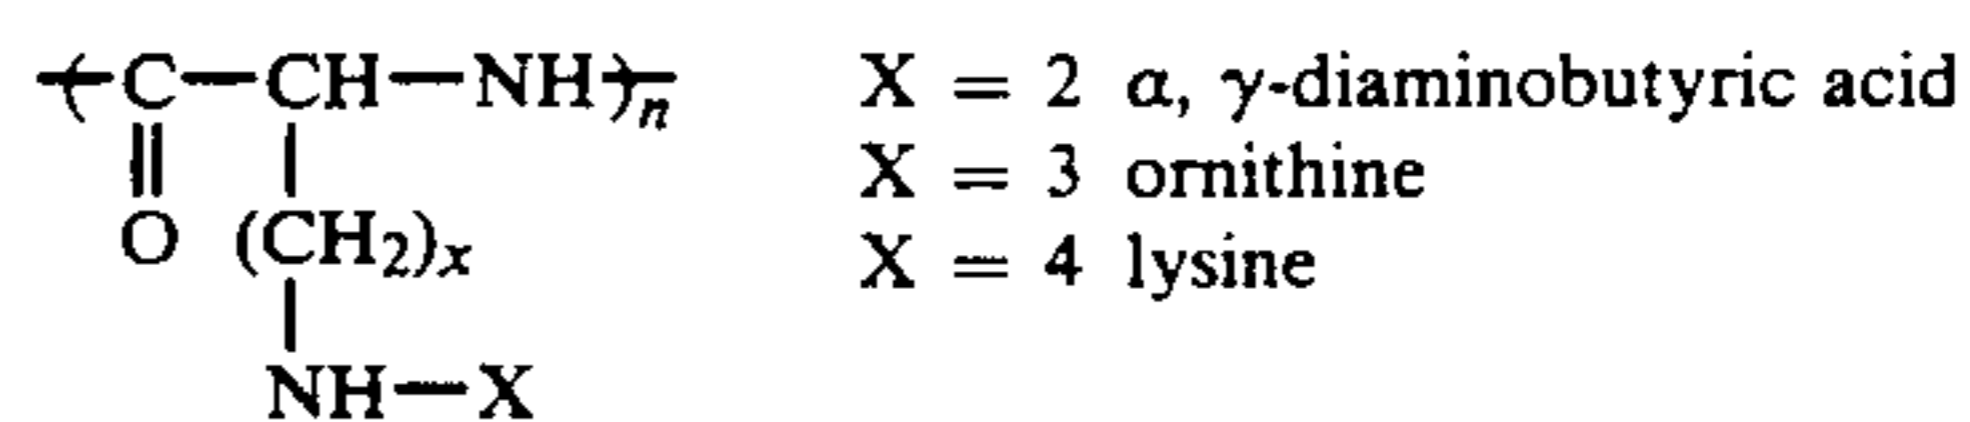 (C—CH—NH)n X = 2 α, γ-diaminobutyric acid
X = 3 ornithine
O (CH2)x X = 4 lysine
NH—X